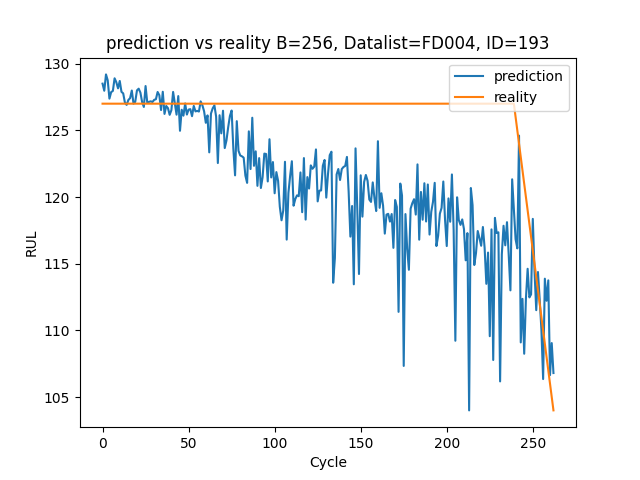 prediction vs reality B=256, Datalist=FD004, ID=193
130
125
120
115
110
105
RUL
prediction
reality
0
50
100
150
200
250
Cycle